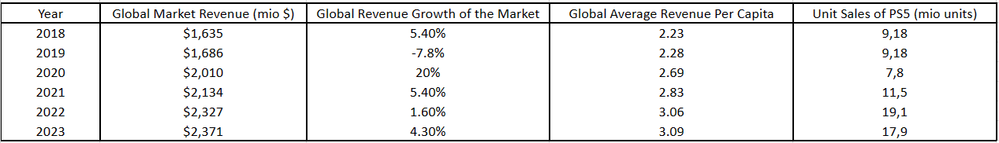 Year Global Market Revenue (mio $) Global Revenue Growth of the Market Global Average Revenue Per Capita Unit Sales of PS5 (mio units)
2018 $1,635 5.40% 2.23 9,18
2019 $1,686 -7.8% 2.28 9,18
2020 $2,010 20% 2.69 7,8
2021 $2,134 5.40% 2.83 11,5
2022 $2,327 1.60% 3.06 19,1
2023 $2,371 4.30% 3.09 17,9